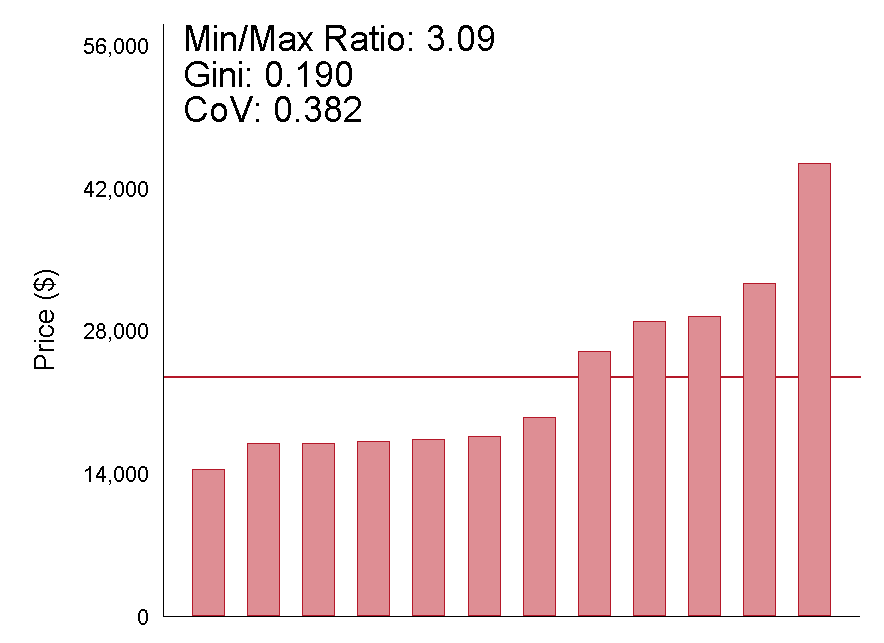 Min/Max Ratio: 3.09
Gini: 0.190
CoV: 0.382
Price ($)
56,000
42,000
28,000
14,000
0